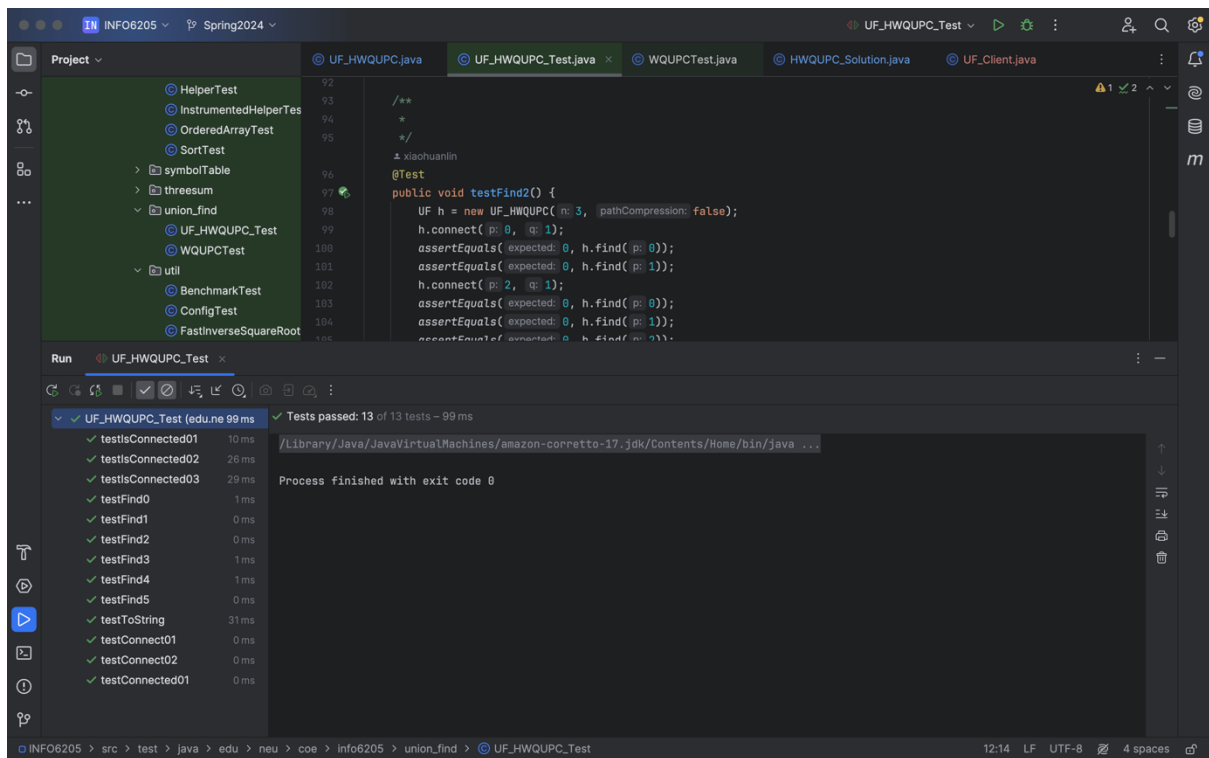 IN INFO6205 Spring2024 UF_HWQUPC_Test
Project
UF_HWQUPC.java UF_HWQUPC_Test.java WQUPCTest.java HWQUPC_Solution.java UF_Client.java
HelperTest
InstrumentedHelperTes
OrderedArrayTest
SortTest
symbolTable
threesum
union_find
UF_HWQUPC_Test
WQUPCTest
util
BenchmarkTest
ConfigTest
FastInverseSquareRoot
1 2
92
93 /**
94 *
95 */
xiaohuanlin
96 @Test
97 public void testFind2() {
98 UF h = new UF_HWQUPC( n: 3, pathCompression: false);
99 h.connect( p: 0, q: 1);
100 assertEquals( expected: 0, h.find( p: 0));
101 assertEquals( expected: 0, h.find( p: 1));
102 h.connect( p: 2, q: 1);
103 assertEquals( expected: 0, h.find( p: 0));
104 assertEquals( expected: 0, h.find( p: 1));
105 assertEquals( expected: 0, h.find( p: 2));
Run UF_HWQUPC_Test
UF_HWQUPC_Test (edu.ne 99 ms
testIsConnected01 10 ms
testIsConnected02 26 ms
testIsConnected03 29 ms
testFind0 1 ms
testFind1 0 ms
testFind2 0 ms
testFind3 1 ms
testFind4 1 ms
testFind5 0 ms
testToString 31 ms
testConnect01 0 ms
testConnect02 0 ms
testConnected01 0 ms
Tests passed: 13 of 13 tests – 99 ms
/Library/Java/JavaVirtualMachines/amazon-corretto-17.jdk/Contents/Home/bin/java ...
Process finished with exit code 0
m
INFO6205 > src > test > java > edu > neu > coe > info6205 > union_find > UF_HWQUPC_Test
12:14 LF UTF-8 4 spaces